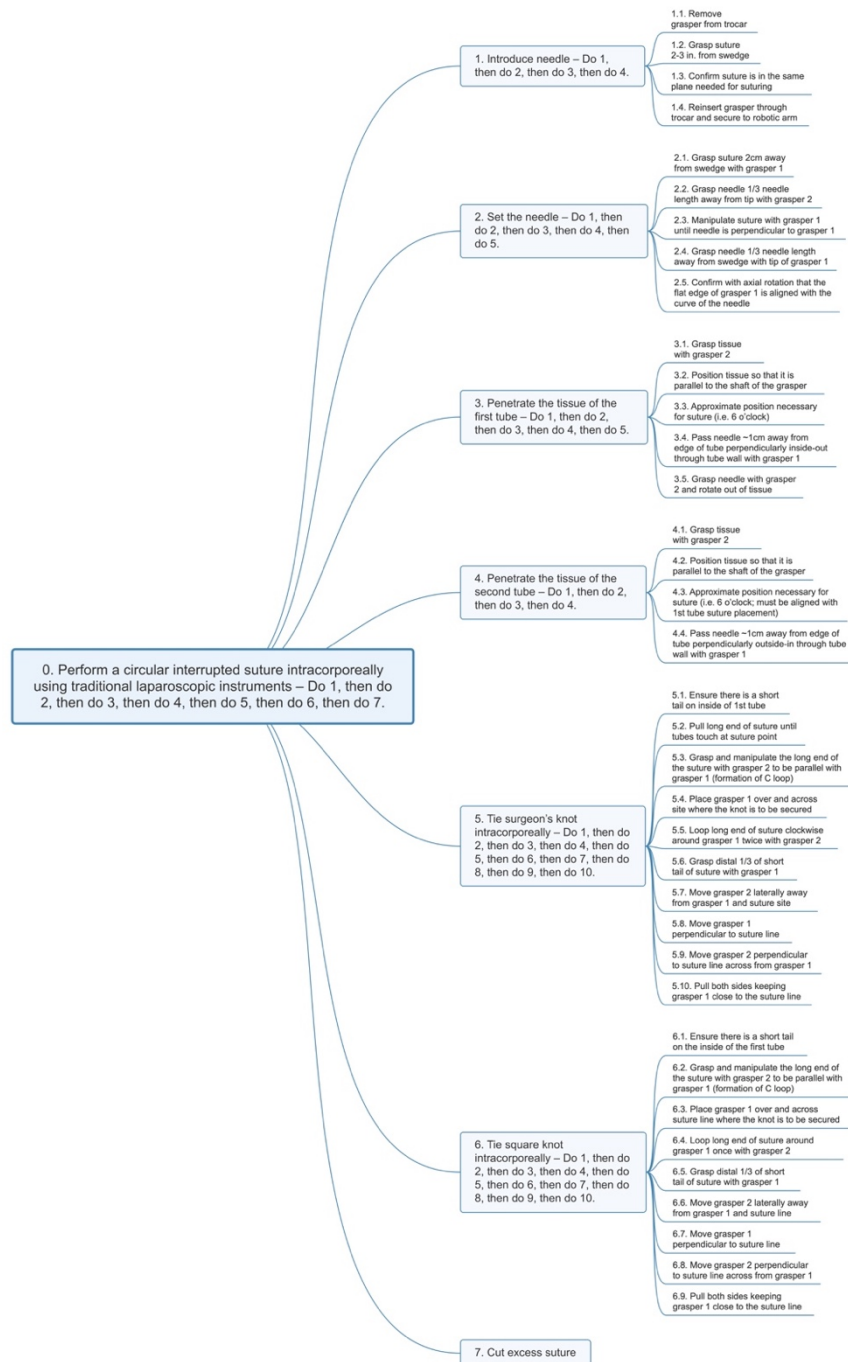 0. Perform a circular interrupted suture intracorporeally
using traditional laparoscopic instruments – Do 1, then do
2, then do 3, then do 4, then do 5, then do 6, then do 7.
1. Introduce needle – Do 1,
then do 2, then do 3, then do 4.
1.1. Remove
grasper from trocar
1.2. Grasp suture
2-3 in. from swedge
1.3. Confirm suture is in the same
plane needed for suturing
1.4. Reinsert grasper through
trocar and secure to robotic arm
2. Set the needle – Do 1, then
do 2, then do 3, then do 4, then
do 5.
2.1. Grasp suture 2cm away
from swedge with grasper 1
2.2. Grasp needle 1/3 needle
length away from tip with grasper 2
2.3. Manipulate suture with grasper 1
until needle is perpendicular to grasper 1
2.4. Grasp needle 1/3 needle length
away from swedge with tip of grasper 1
2.5. Confirm with axial rotation that the
flat edge of grasper 1 is aligned with the
curve of the needle
3. Penetrate the tissue of the
first tube – Do 1, then do 2,
then do 3, then do 4, then do 5.
3.1. Grasp tissue
with grasper 2
3.2. Position tissue so that it is
parallel to the shaft of the grasper
3.3. Approximate position necessary
for suture (i.e. 6 o'clock)
3.4. Pass needle ~1cm away from
edge of tube perpendicularly inside-out
through tube wall with grasper 1
3.5. Grasp needle with grasper
2 and rotate out of tissue
4. Penetrate the tissue of the
second tube – Do 1, then do 2,
then do 3, then do 4.
4.1. Grasp tissue
with grasper 2
4.2. Position tissue so that it is
parallel to the shaft of the grasper
4.3. Approximate position necessary for
suture (i.e. 6 o'clock; must be aligned with
1st tube suture placement)
4.4. Pass needle ~1cm away from edge of
tube perpendicularly outside-in through tube
wall with grasper 1
5. Tie surgeon's knot
intracorporeally – Do 1, then do
2, then do 3, then do 4, then do
5, then do 6, then do 7, then do
8, then do 9, then do 10.
5.1. Ensure there is a short
tail on inside of 1st tube
5.2. Pull long end of suture until
tubes touch at suture point
5.3. Grasp and manipulate the long end of
the suture with grasper 2 to be parallel with
grasper 1 (formation of C loop)
5.4. Place grasper 1 over and across
site where the knot is to be secured
5.5. Loop long end of suture clockwise
around grasper 1 twice with grasper 2
5.6. Grasp distal 1/3 of short
tail of suture with grasper 1
5.7. Move grasper 2 laterally away
from grasper 1 and suture site
5.8. Move grasper 1
perpendicular to suture line
5.9. Move grasper 2 perpendicular
to suture line across from grasper 1
5.10. Pull both sides keeping
grasper 1 close to the suture line
6. Tie square knot
intracorporeally – Do 1, then do
2, then do 3, then do 4, then do
5, then do 6, then do 7, then do
8, then do 9, then do 10.
6.1. Ensure there is a short tail
on the inside of the first tube
6.2. Grasp and manipulate the long end of
the suture with grasper 2 to be parallel with
grasper 1 (formation of C loop)
6.3. Place grasper 1 over and across
suture line where the knot is to be secured
6.4. Loop long end of suture around
grasper 1 once with grasper 2
6.5. Grasp distal 1/3 of short
tail of suture with grasper 1
6.6. Move grasper 2 laterally away
from grasper 1 and suture line
6.7. Move grasper 1
perpendicular to suture line
6.8. Move grasper 2 perpendicular
to suture line across from grasper 1
6.9. Pull both sides keeping
grasper 1 close to the suture line
7. Cut excess suture